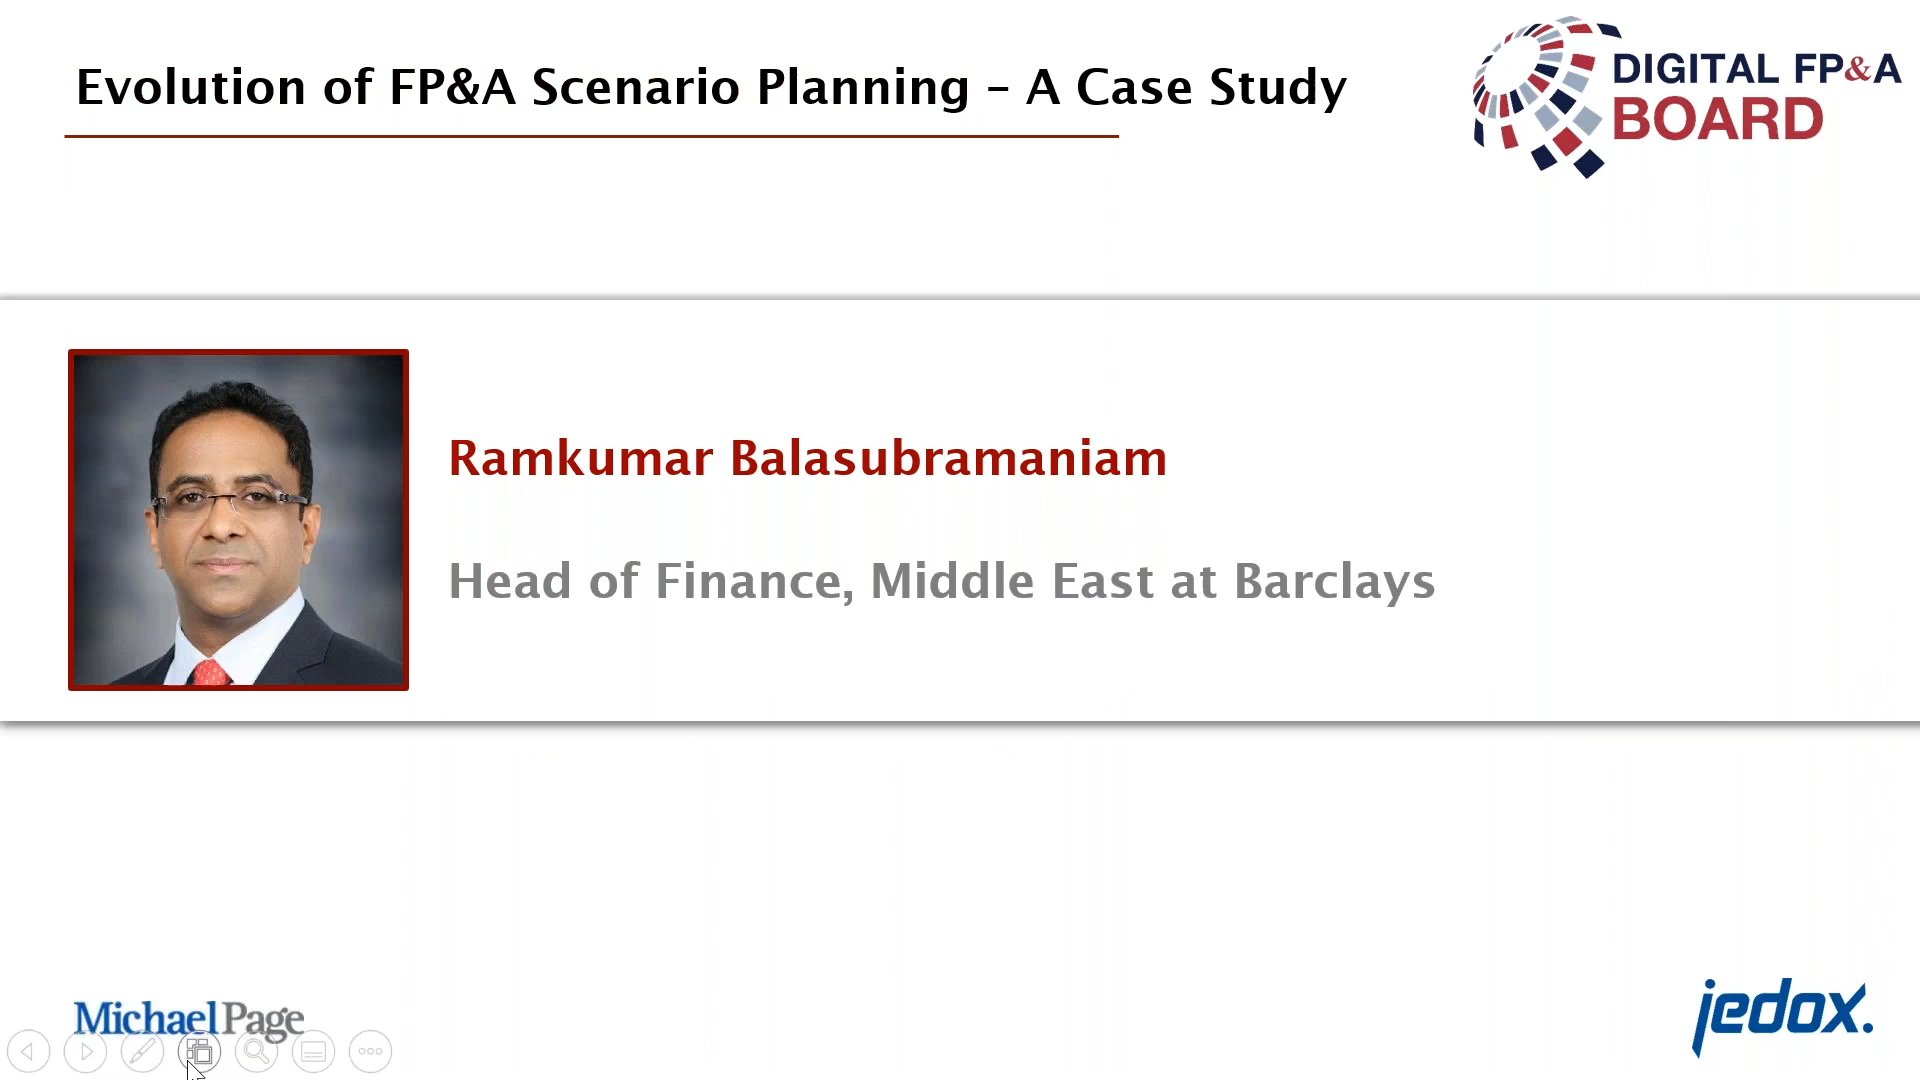 Evolution of FP&A Scenario Planning – A Case Study
DIGITAL FP&A
BOARD
Ramkumar Balasubramaniam
Head of Finance, Middle East at Barclays
MichaelPage
jedox.